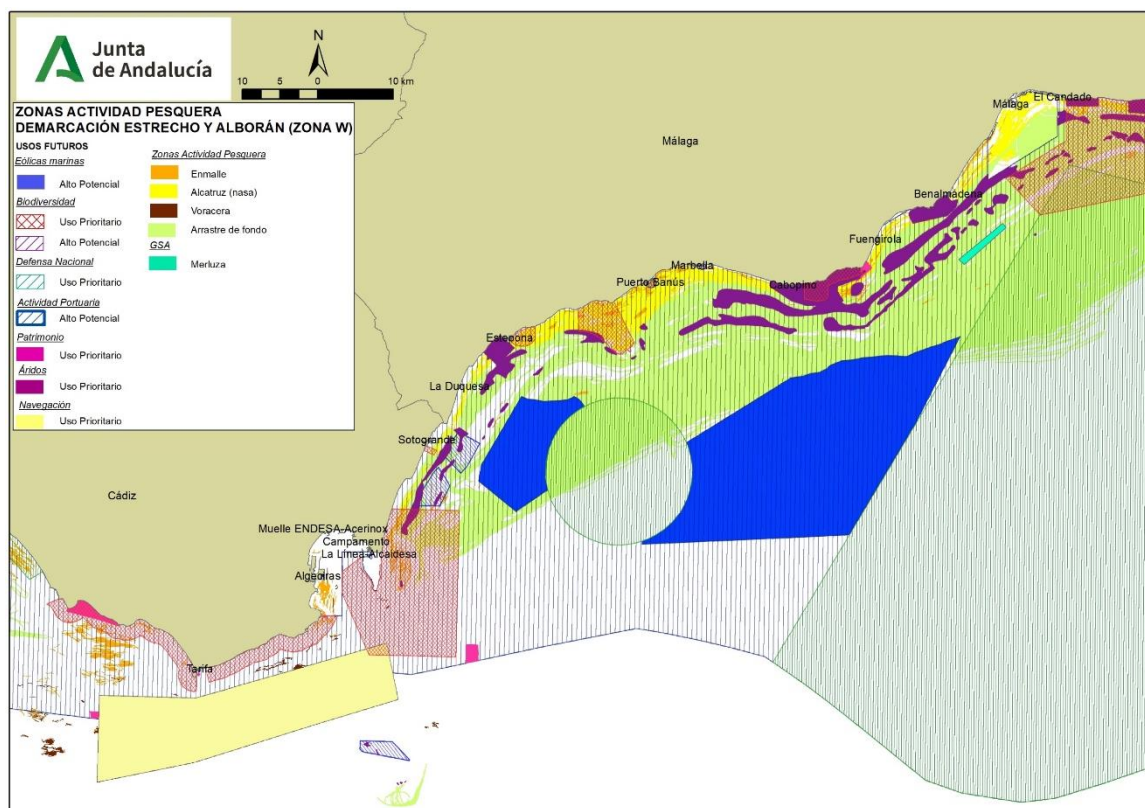 Junta
de Andalucía
N
10 5 0 10 km
ZONAS ACTIVIDAD PESQUERA
DEMARCACIÓN ESTRECHO Y ALBORÁN (ZONA W)
USOS FUTUROS
Eólicas marinas
Alto Potencial
Biodiversidad
Uso Prioritario
Alto Potencial
Defensa Nacional
Uso Prioritario
Actividad Portuaria
Alto Potencial
Patrimonio
Uso Prioritario
Áridos
Uso Prioritario
Navegación
Uso Prioritario
Zonas Actividad Pesquera
Enmalle
Alcatruz (nasa)
Voracera
Arrastre de fondo
GSA
Merluza
El Candado
Málaga
Málaga
Benalmádena
Fuengirola
Marbella
Puerto Banús
Cabopino
Estepona
La Duquesa
Sotogrande
Cádiz
Muelle ENDESA-Acerinox
Campamento
La Línea-Alcaidesa
Algeciras
Tarifa